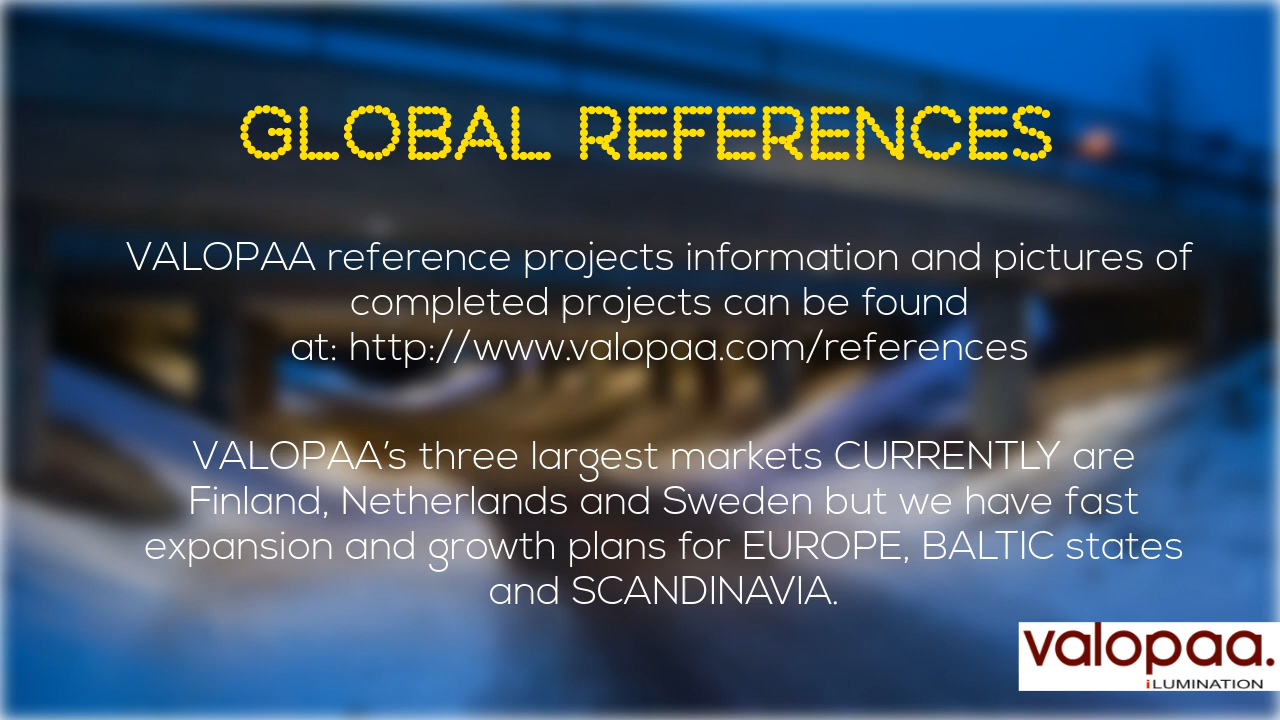 GLOBAL REFERENCES
VALOPAA reference projects information and pictures of
completed projects can be found
at: http://www.valopaa.com/references
VALOPAA's three largest markets CURRENTLY are
Finland, Netherlands and Sweden but we have fast
expansion and growth plans for EUROPE, BALTIC states
and SCANDINAVIA.
valopaa.
iLUMINATION